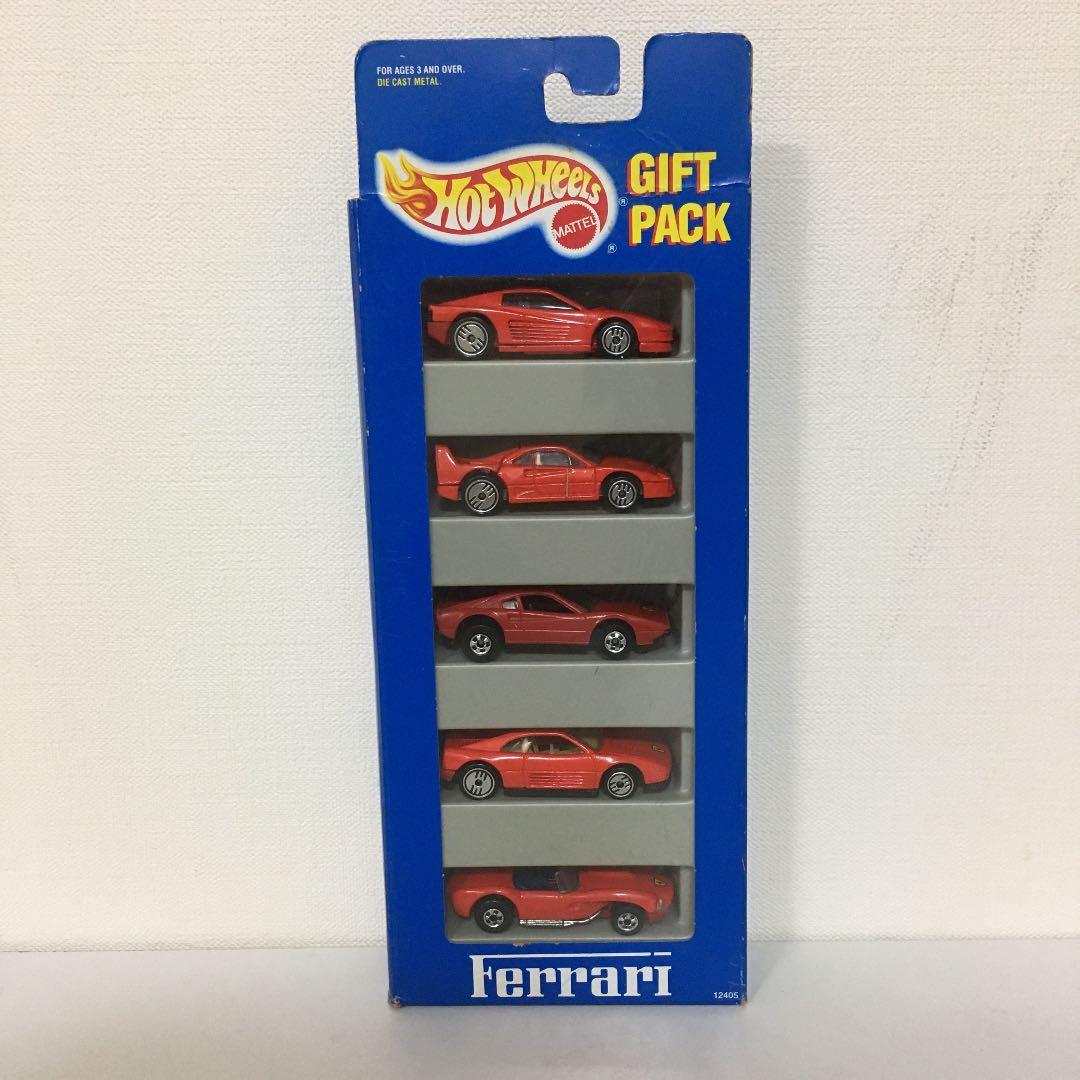 FOR AGES 3 AND OVER.
DIE CAST METAL.
HOT WHEELS®
MATTEL®
GIFT
PACK
Ferrari
12405